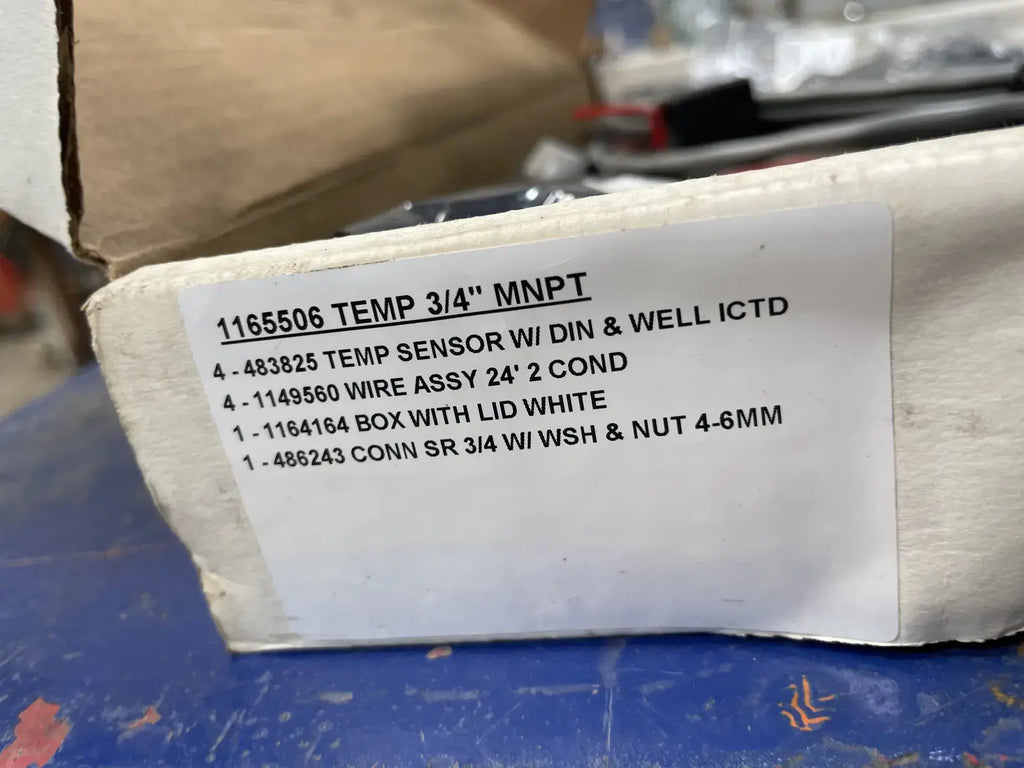 1165506 TEMP 3/4" MNPT
4 - 483825 TEMP SENSOR W/ DIN & WELL ICTD
4 - 1149560 WIRE ASSY 24' 2 COND
1 - 1164164 BOX WITH LID WHITE
1 - 486243 CONN SR 3/4 W/ WSH & NUT 4-6MM